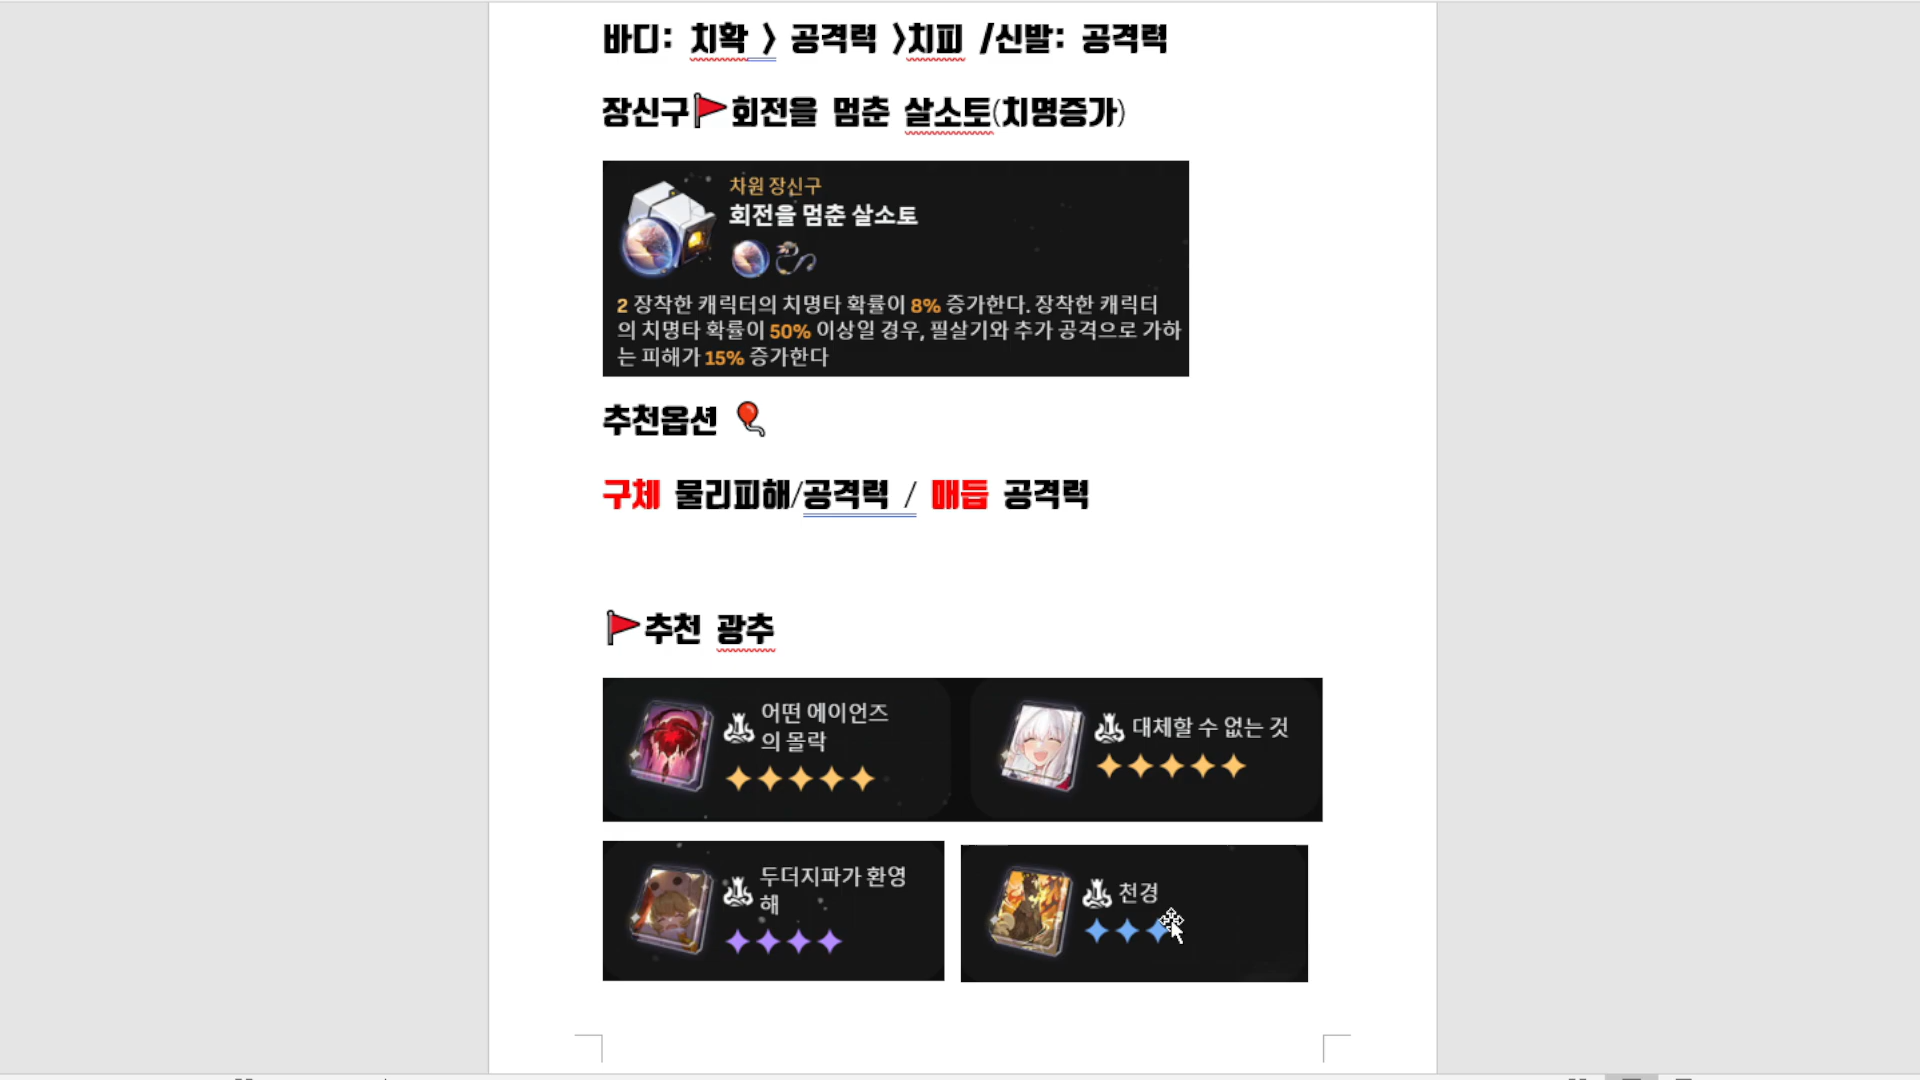 바디: 치확 > 공격력 >치피 /신발: 공격력
장신구🚩회전을 멈춘 살소토(치명증가)
차원 장신구
회전을 멈춘 살소토
2 장착한 캐릭터의 치명타 확률이 8% 증가한다. 장착한 캐릭터
의 치명타 확률이 50% 이상일 경우, 필살기와 추가 공격으로 가하
는 피해가 15% 증가한다
추천옵션 🎈
구체 물리피해/공격력 / 매듭 공격력
🚩추천 광추
어떤 에이언즈
의 몰락
대체할 수 없는 것
두더지파가 환영
해
천경